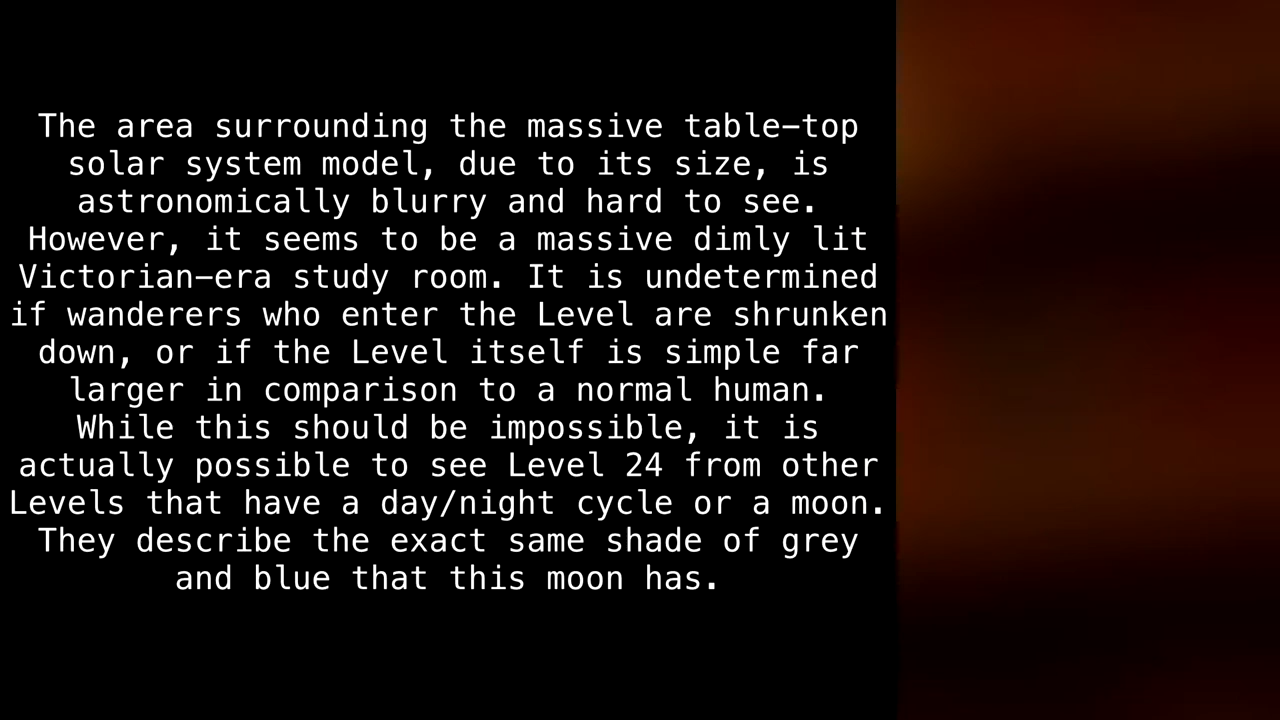 The area surrounding the massive table-top
solar system model, due to its size, is
astronomically blurry and hard to see.
However, it seems to be a massive dimly lit
Victorian-era study room. It is undetermined
if wanderers who enter the Level are shrunken
down, or if the Level itself is simple far
larger in comparison to a normal human.
While this should be impossible, it is
actually possible to see Level 24 from other
Levels that have a day/night cycle or a moon.
They describe the exact same shade of grey
and blue that this moon has.